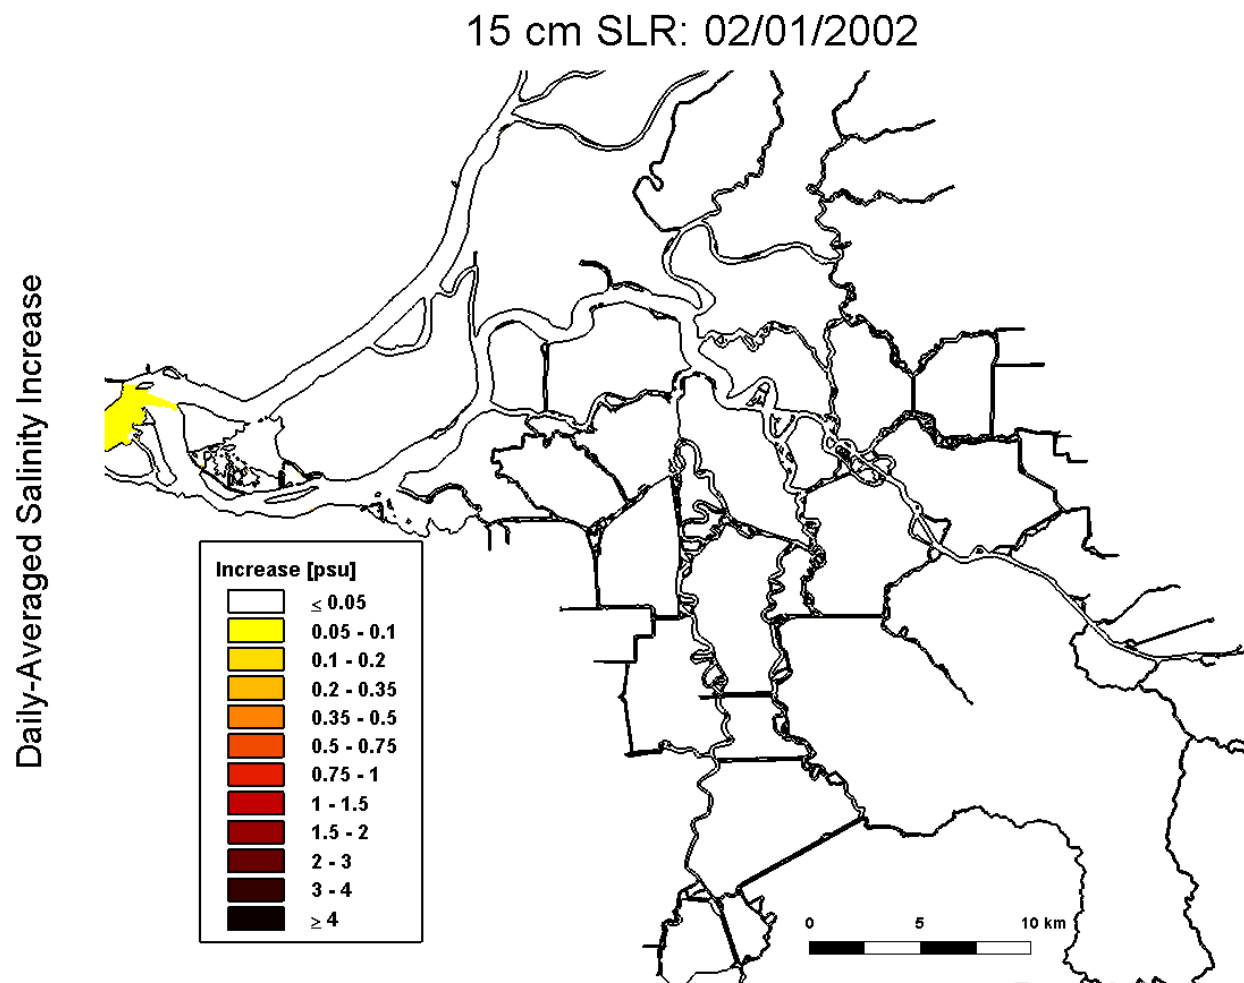 15 cm SLR: 02/01/2002
Daily-Averaged Salinity Increase
Increase [psu]
≤ 0.05
0.05 - 0.1
0.1 - 0.2
0.2 - 0.35
0.35 - 0.5
0.5 - 0.75
0.75 - 1
1 - 1.5
1.5 - 2
2 - 3
3 - 4
≥ 4
0 5 10 km